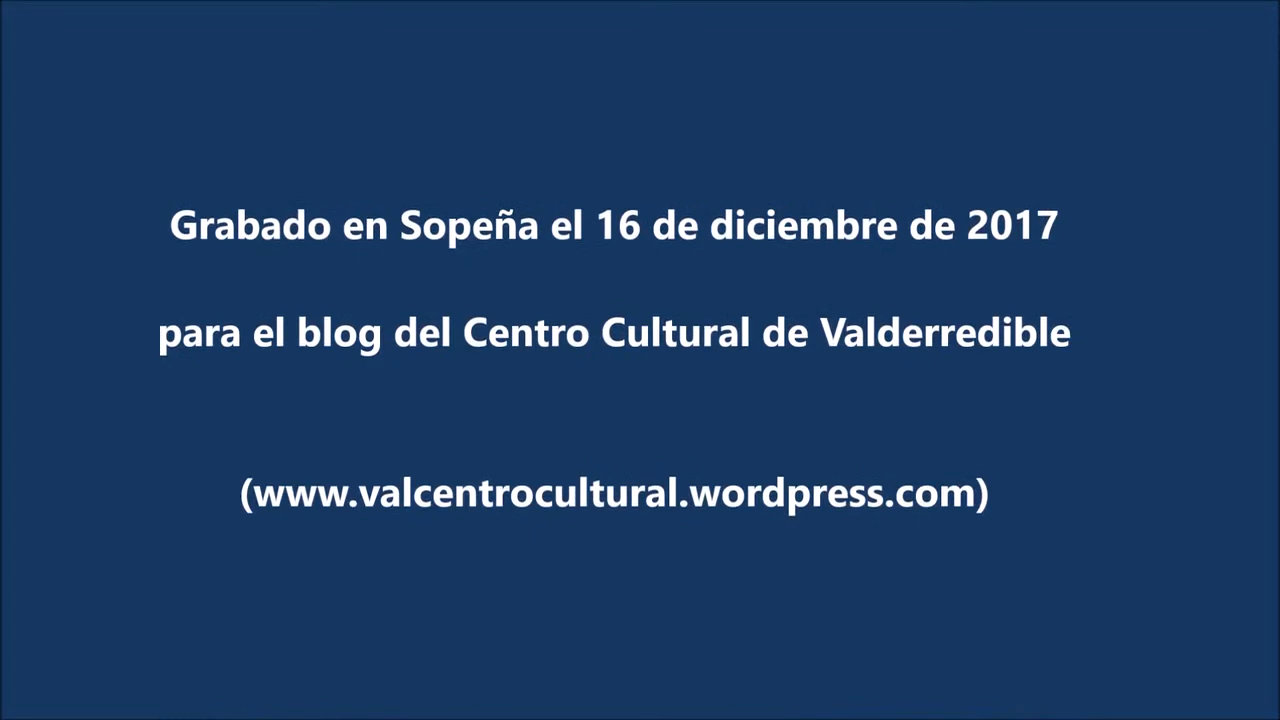 Grabado en Sopeña el 16 de diciembre de 2017
para el blog del Centro Cultural de Valderredible
(www.valcentrocultural.wordpress.com)